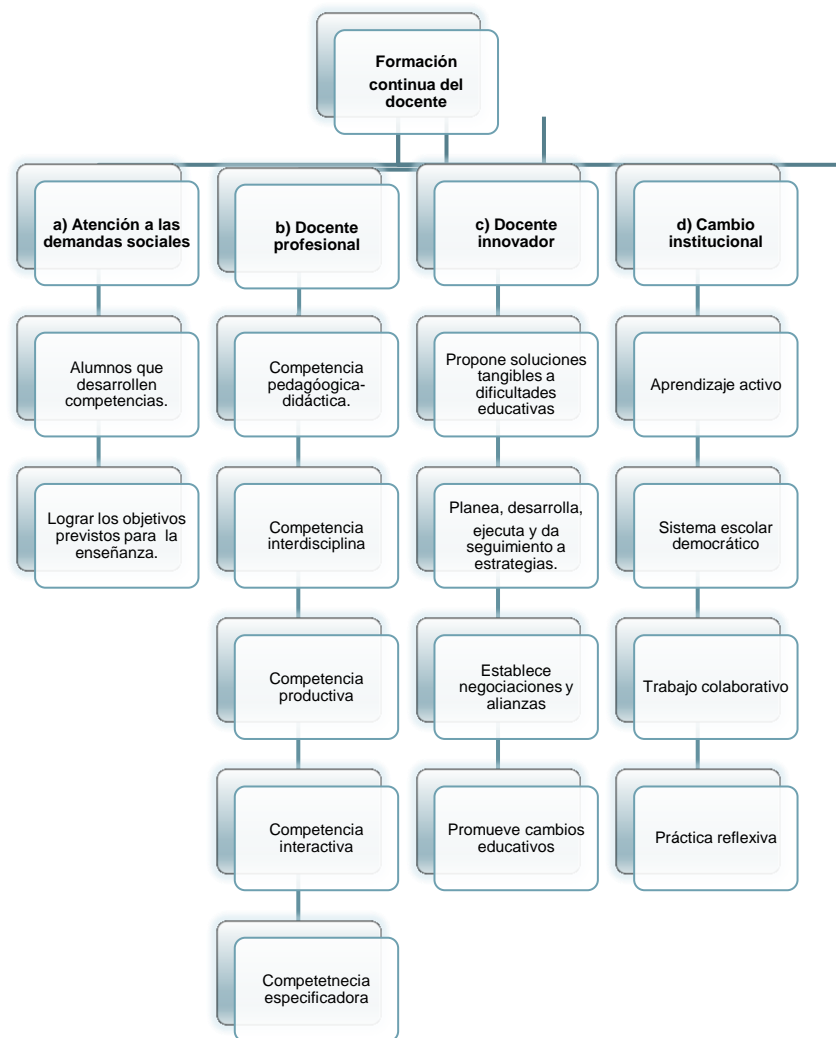 Formación
continua del
docente
a) Atención a las
demandas sociales
Alumnos que
desarrollen
competencias.
Lograr los objetivos
previstos para la
enseñanza.
b) Docente
profesional
Competencia
pedagóogica-
didáctica.
Competencia
interdisciplina
Competencia
productiva
Competencia
interactiva
Competetnecia
especificadora
c) Docente
innovador
Propone soluciones
tangibles a
dificultades
educativas
Planea, desarrolla,
ejecuta y da
seguimiento a
estrategias.
Establece
negociaciones y
alianzas
Promueve cambios
educativos
d) Cambio
institucional
Aprendizaje activo
Sistema escolar
democrático
Trabajo colaborativo
Práctica reflexiva